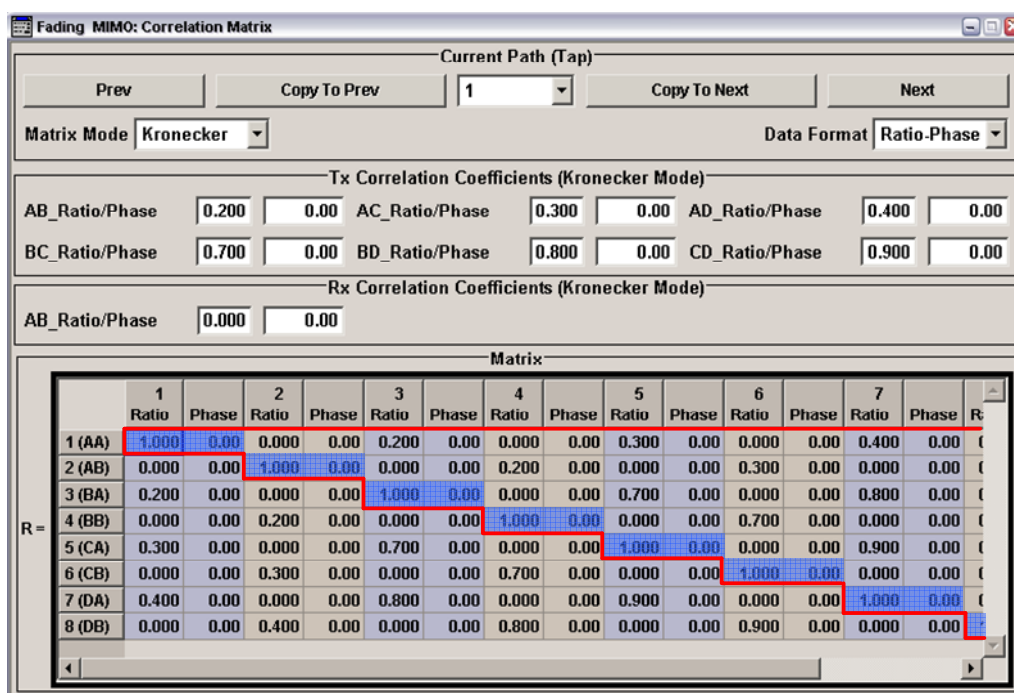 Fading MIMO: Correlation Matrix
Current Path (Tap)
Prev Copy To Prev 1 Copy To Next Next
Matrix Mode Kronecker Data Format Ratio-Phase
Tx Correlation Coefficients (Kronecker Mode)
AB_Ratio/Phase 0.200 0.00 AC_Ratio/Phase 0.300 0.00 AD_Ratio/Phase 0.400 0.00
BC_Ratio/Phase 0.700 0.00 BD_Ratio/Phase 0.800 0.00 CD_Ratio/Phase 0.900 0.00
Rx Correlation Coefficients (Kronecker Mode)
AB_Ratio/Phase 0.000 0.00
Matrix
1 2 3 4 5 6 7
Ratio Phase Ratio Phase Ratio Phase Ratio Phase Ratio Phase Ratio Phase Ratio Phase
1 (AA) 1.000 0.00 0.000 0.00 0.200 0.00 0.000 0.00 0.300 0.00 0.000 0.00 0.400 0.00
2 (AB) 0.000 0.00 1.000 0.00 0.000 0.00 0.200 0.00 0.000 0.00 0.300 0.00 0.000 0.00
3 (BA) 0.200 0.00 0.000 0.00 1.000 0.00 0.000 0.00 0.700 0.00 0.000 0.00 0.800 0.00
R = 4 (BB) 0.000 0.00 0.200 0.00 0.000 0.00 1.000 0.00 0.000 0.00 0.700 0.00 0.000 0.00
5 (CA) 0.300 0.00 0.000 0.00 0.700 0.00 0.000 0.00 1.000 0.00 0.000 0.00 0.900 0.00
6 (CB) 0.000 0.00 0.300 0.00 0.000 0.00 0.700 0.00 0.000 0.00 1.000 0.00 0.000 0.00
7 (DA) 0.400 0.00 0.000 0.00 0.800 0.00 0.000 0.00 0.900 0.00 0.000 0.00 1.000 0.00
8 (DB) 0.000 0.00 0.400 0.00 0.000 0.00 0.800 0.00 0.000 0.00 0.900 0.00 0.000 0.00